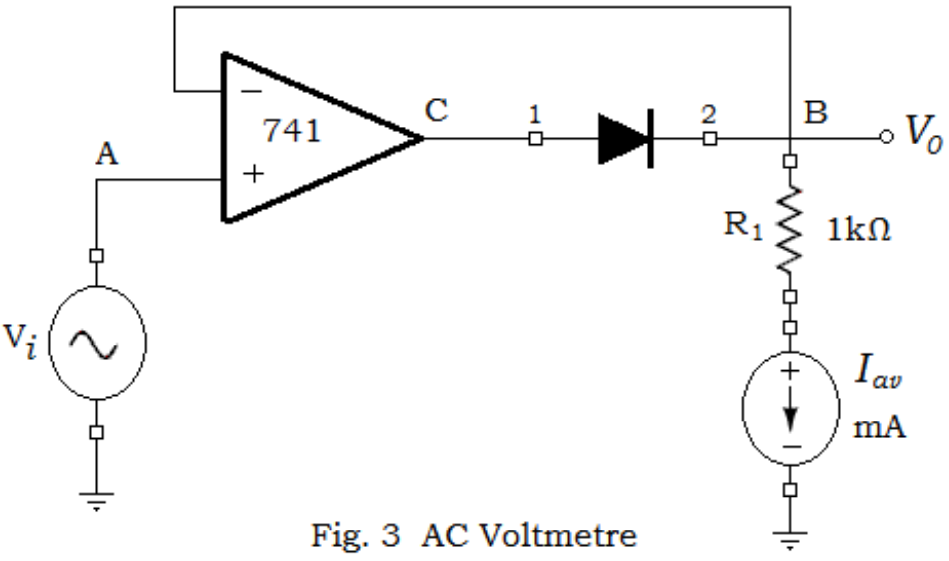 C
1
2
B
V0
−
741
+
A
R1
1kΩ
Vi
+
Iav
mA
−
Fig. 3 AC Voltmetre